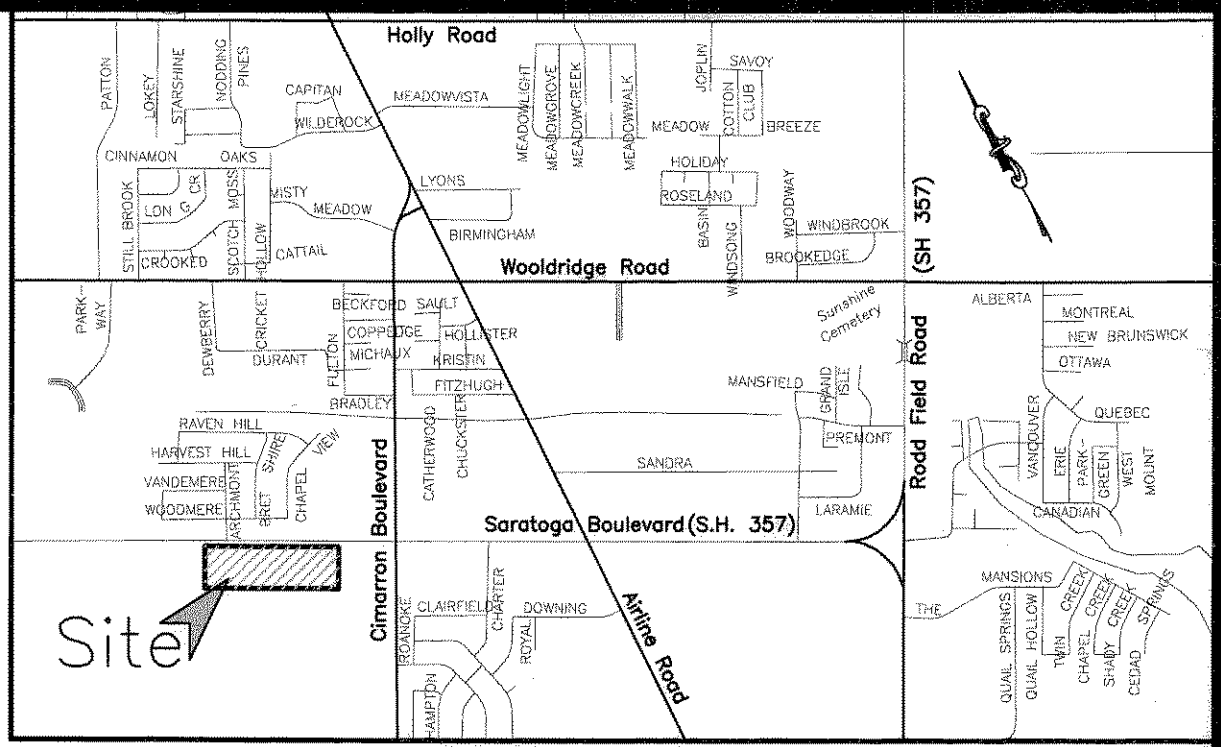 Holly Road
PATTON
LOKEY
STARSHINE
NODDING
PINES
CAPITAN
WILDEROCK
MEADOWVISTA
MEADOWLIGHT
MEADOWGROVE
MEADOWCREEK
MEADOWWALK
JOPLIN
SAVOY
COTTON
CLUB
MEADOW
BREEZE
CINNAMON OAKS
HOLIDAY
ROSELAND
STILL BROOK
LON G CR
SCOTCH MOSS
HOLLOW
MISTY
MEADOW
LYONS
BIRMINGHAM
CATTAIL
CROOKED
BASIN
WINDSONG
WOODWAY
WINDBROOK
BROOKEDGE
(SH 357)
Wooldridge Road
PARK-
WAY
DEWBERRY
CRICKET
DURANT
FULTON
BECKFORD
SAULT
COPPEDGE
HOLLISTER
MICHAUX
KRISTIN
FITZHUGH
BRADLEY
Sunshine
Cemetery
ALBERTA
MONTREAL
NEW BRUNSWICK
OTTAWA
MANSFIELD
GRAND
ISLE
PREMONT
Rodd Field Road
VANCOUVER
ERIE
PARK-
GREEN
QUEBEC
WEST
MOUNT
CANADIAN
RAVEN HILL
HARVEST HILL
VANDEMERE
WOODMERE
ARCHMONT
BRET
SHIRE
CHAPEL
VIEW
Cimarron Boulevard
CATHERWOOD
CHUCKSTER
SANDRA
LARAMIE
Saratoga Boulevard (S.H. 357)
Site
ROANOKE
CLAIRFIELD
CHARTER
ROYAL
DOWNING
HAMPTON
Airline Road
THE
MANSIONS
QUAIL SPRINGS
QUAIL HOLLOW
TWIN
CREEK
CHAPEL
CREEK
SHADY
CREEK
CEDAD
SPRINGS